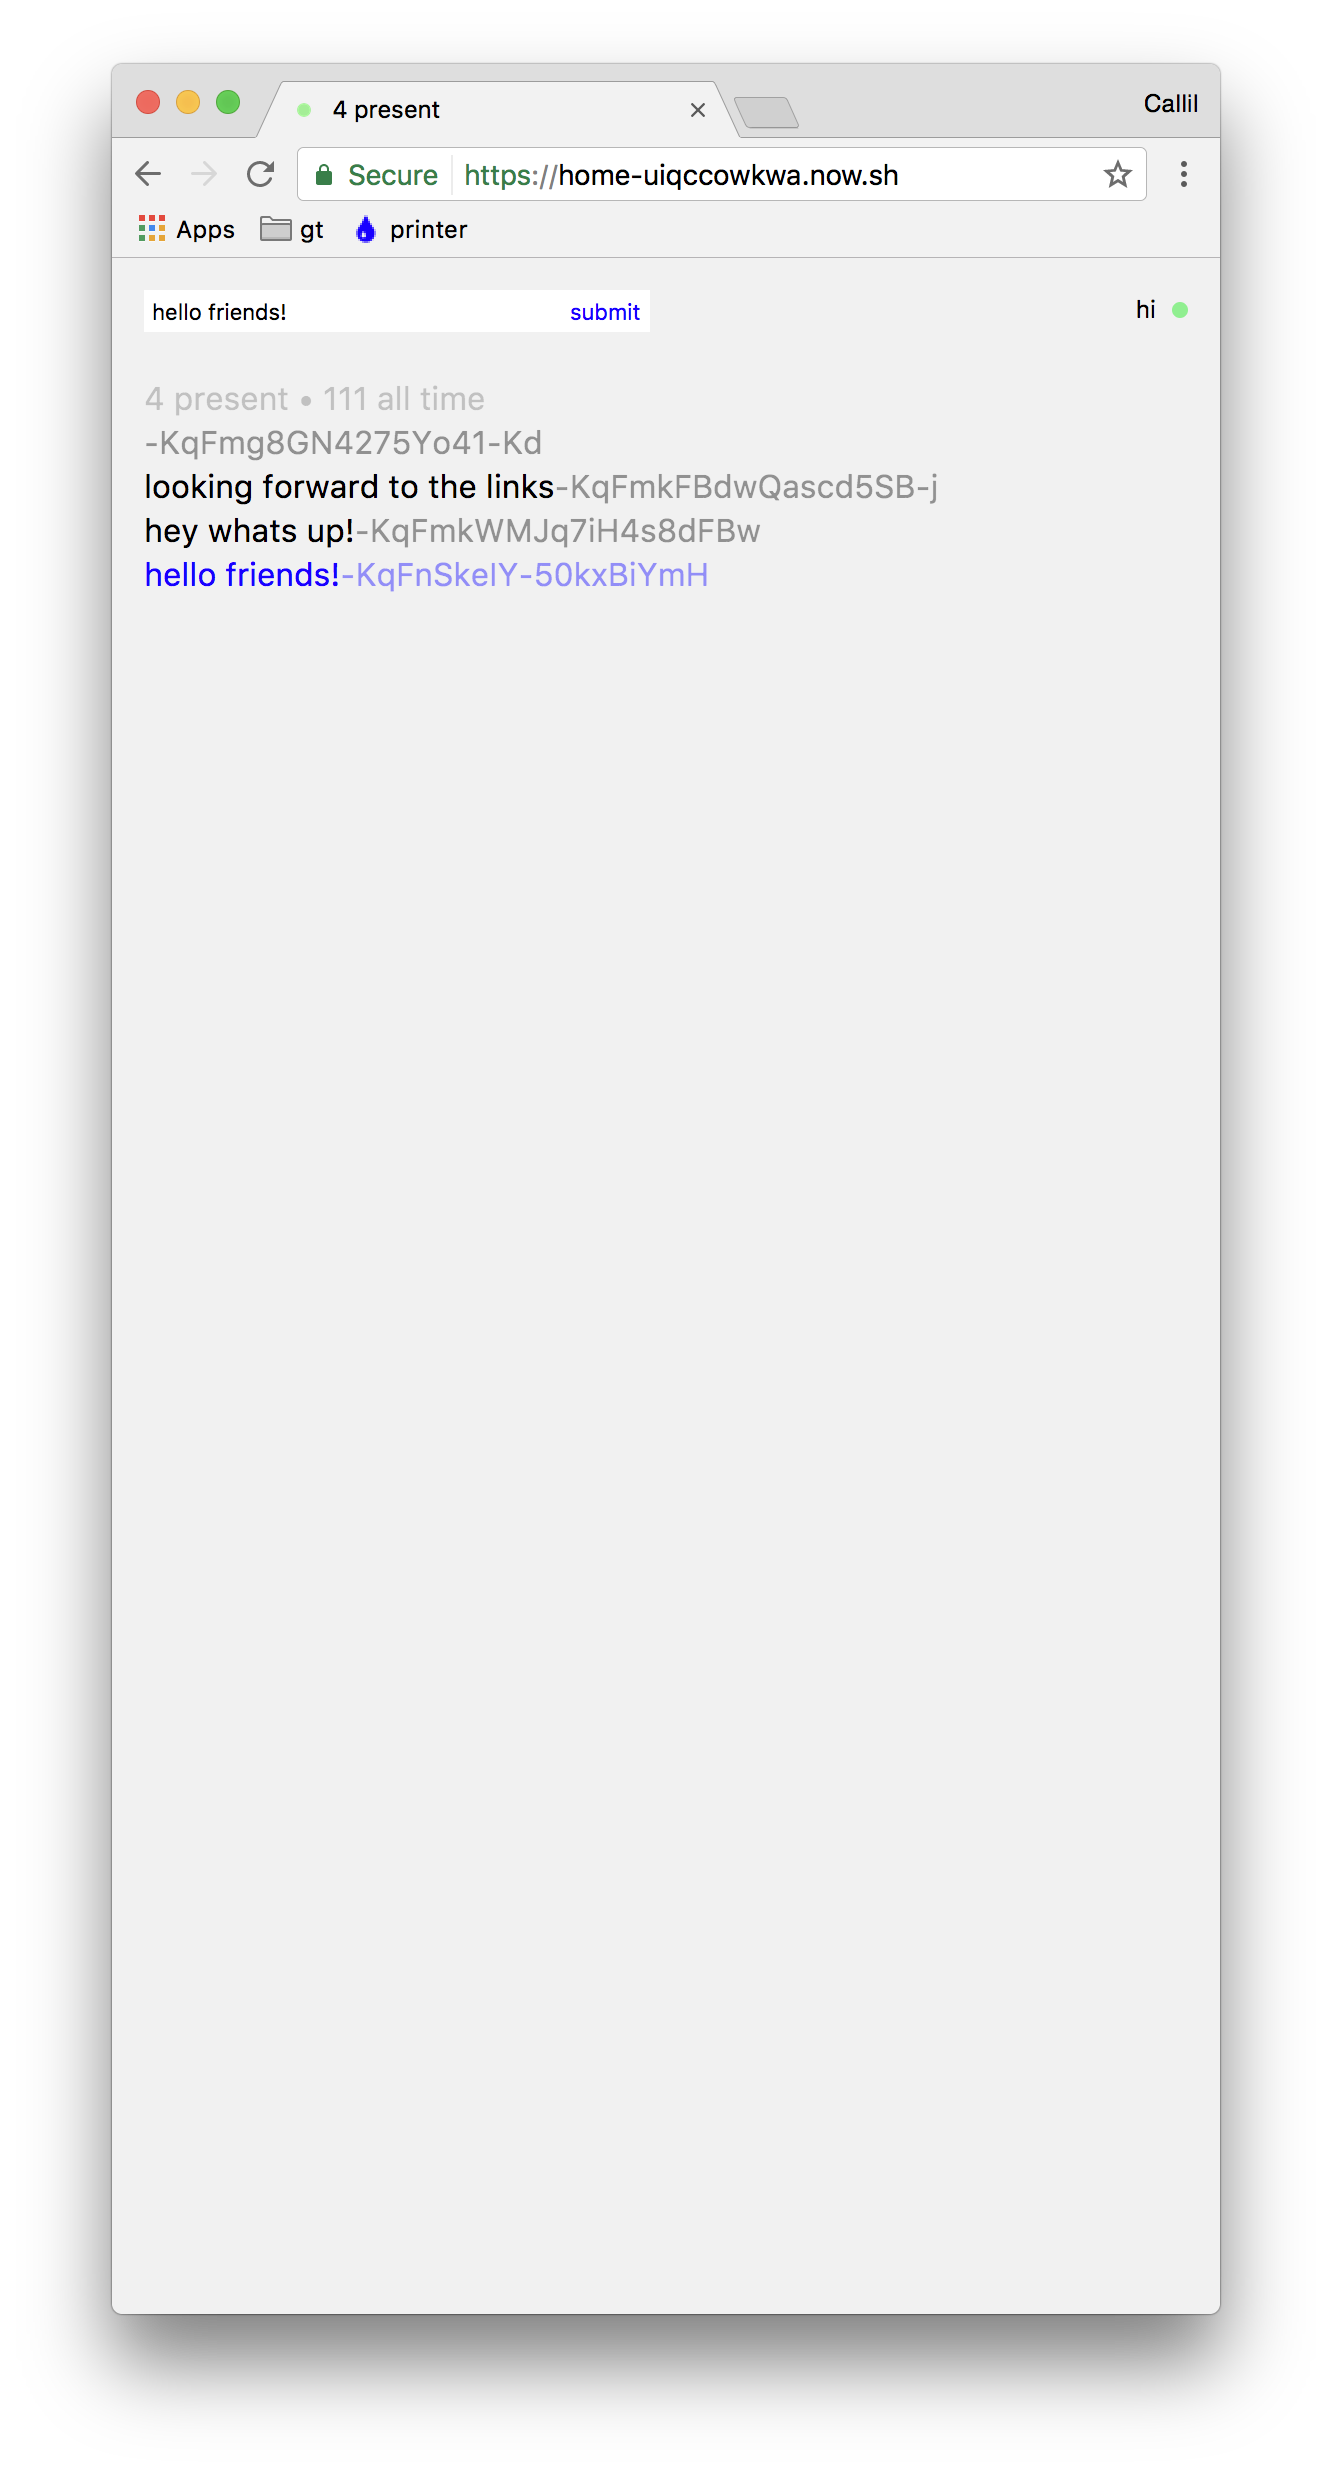 4 present
Callil
Secure https://home-uiqccowkwa.now.sh
Apps gt printer
hello friends! submit
hi
4 present • 111 all time
-KqFmg8GN4275Yo41-Kd
looking forward to the links-KqFmkFBdwQascd5SB-j
hey whats up!-KqFmkWMJq7iH4s8dFBw
hello friends!-KqFnSkeIY-50kxBiYmH